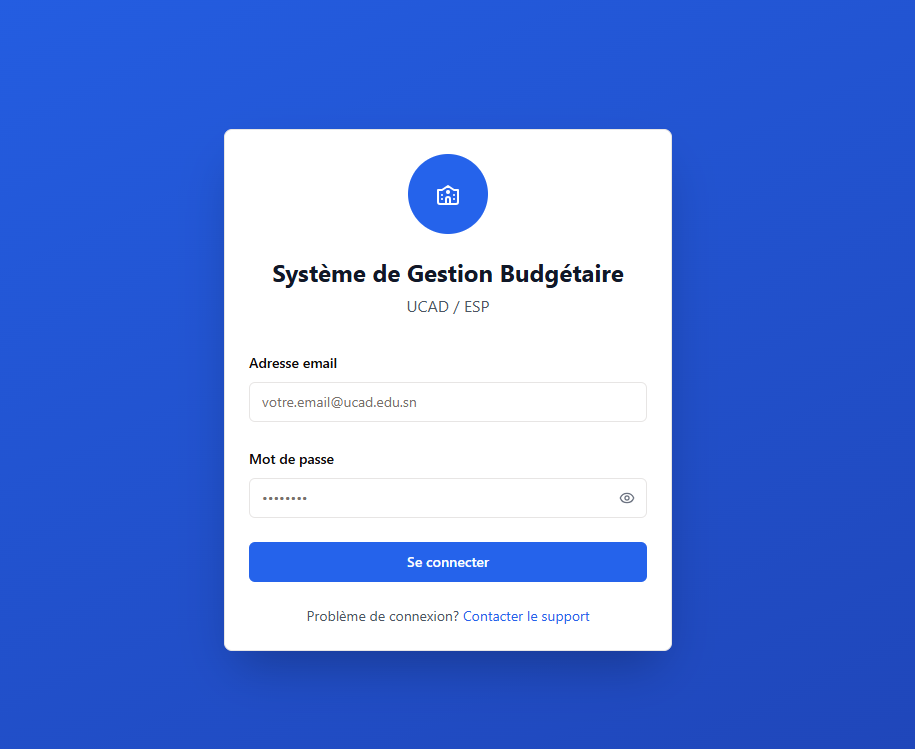 Système de Gestion Budgétaire
UCAD / ESP
Adresse email
votre.email@ucad.edu.sn
Mot de passe
••••••••
Se connecter
Problème de connexion? Contacter le support